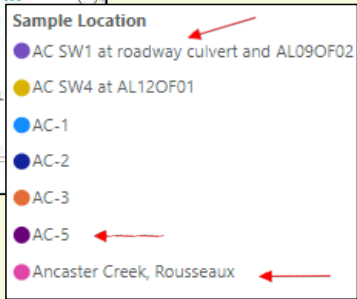 Sample Location
AC SW1 at roadway culvert and AL09OF02
AC SW4 at AL12OF01
AC-1
AC-2
AC-3
AC-5
Ancaster Creek, Rousseaux